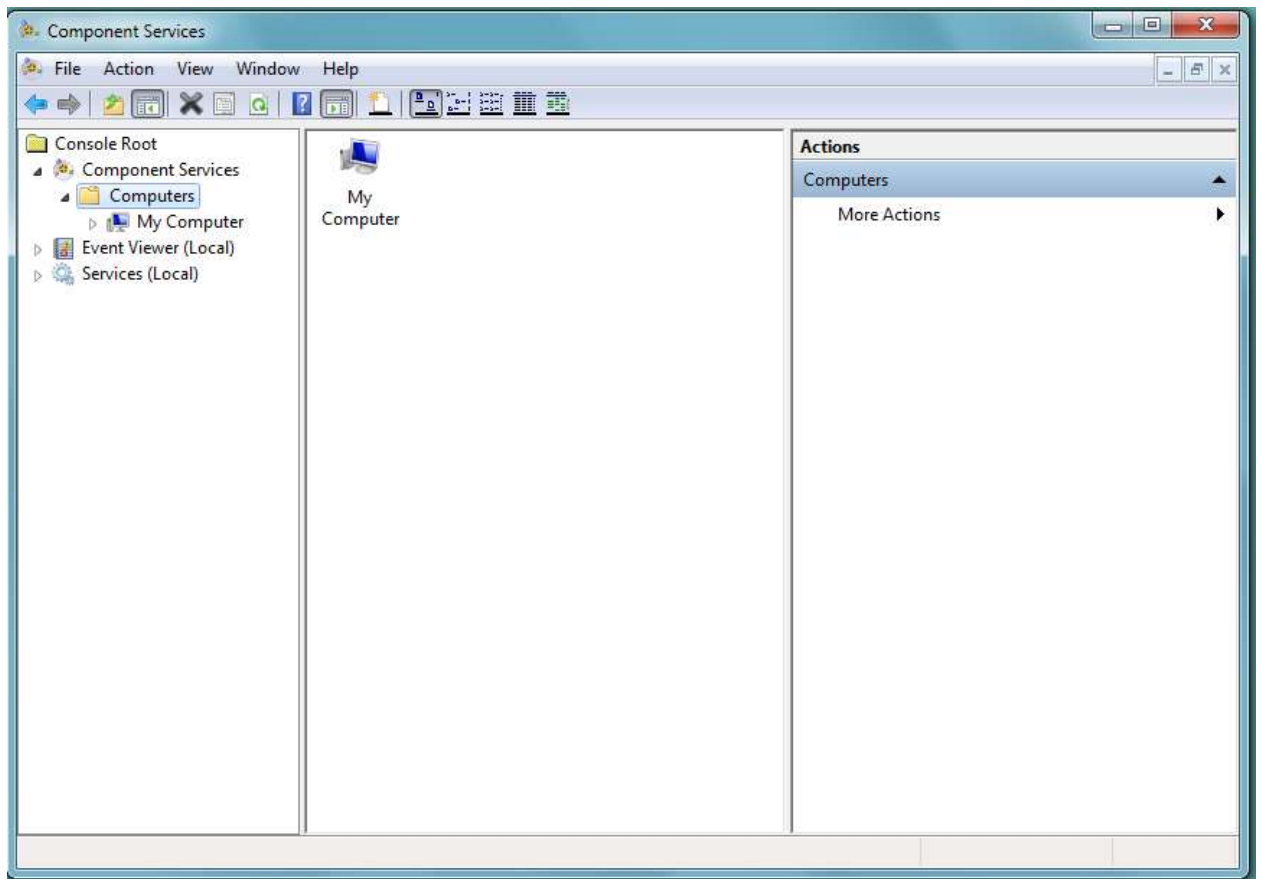 Component Services
File Action View Window Help
Console Root
Component Services
Computers
My Computer
Event Viewer (Local)
Services (Local)
My
Computer
Actions
Computers
More Actions